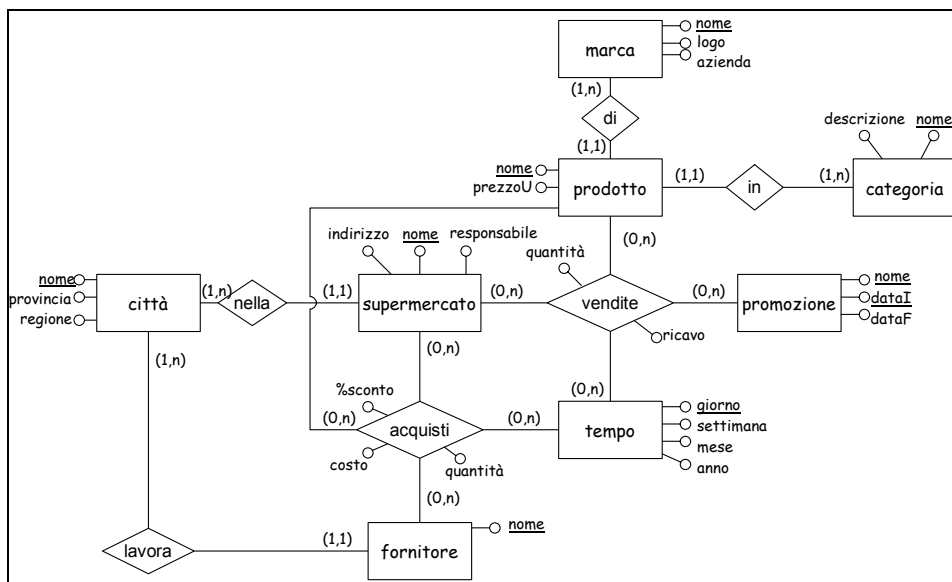 nome
marca
logo
azienda
(1,n)
di
descrizione nome
(1,1)
nome
prezzoU
prodotto
(1,1)
in
(1,n)
categoria
indirizzo nome responsabile
(0,n)
quantità
nome
provincia
regione
città
(1,n)
nella
(1,1)
supermercato
(0,n)
vendite
(0,n)
promozione
nome
dataI
dataF
ricavo
(1,n)
(0,n)
%sconto
(0,n)
(0,n)
acquisti
(0,n)
tempo
giorno
settimana
mese
anno
costo
quantità
(0,n)
nome
lavora
(1,1)
fornitore